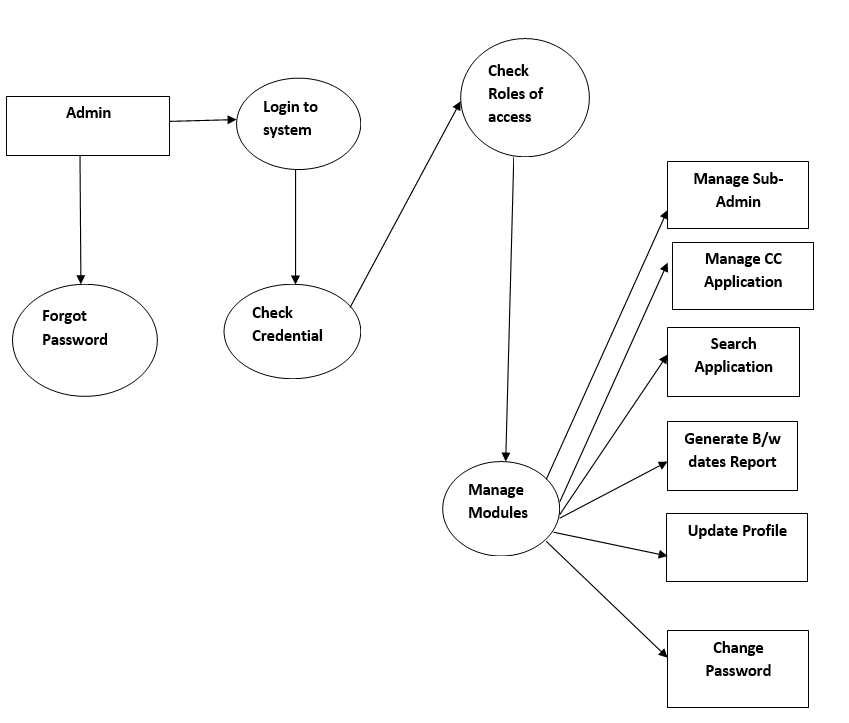 Admin
Login to
system
Check
Roles of
access
Forgot
Password
Check
Credential
Manage
Modules
Manage Sub-
Admin
Manage CC
Application
Search
Application
Generate B/w
dates Report
Update Profile
Change
Password